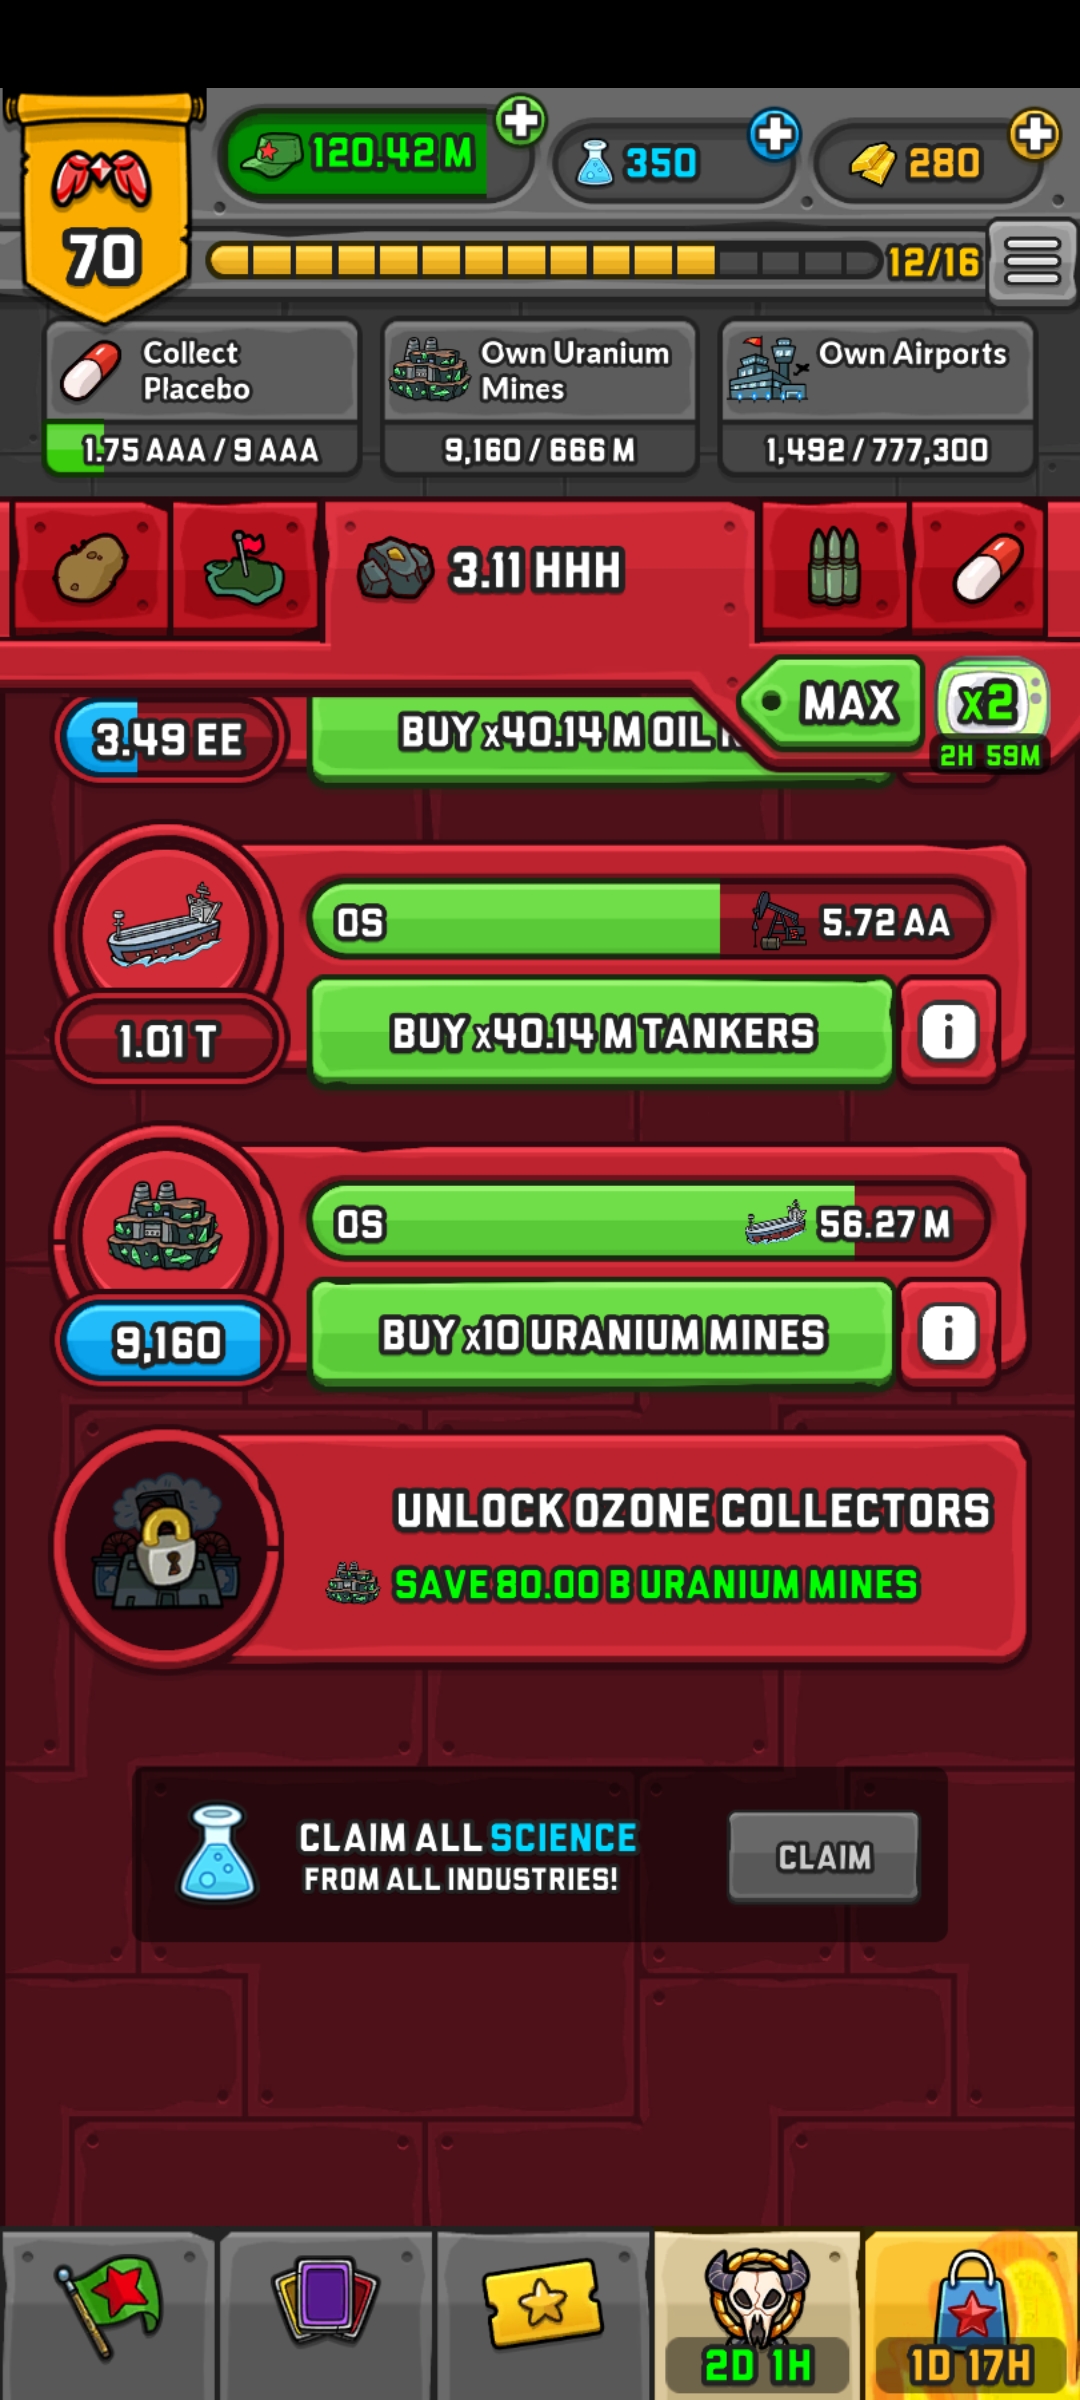 120.42 M
350
280
70
12/16
Collect
Placebo
1.75 AAA / 9 AAA
Own Uranium
Mines
9,160 / 666 M
Own Airports
1,492 / 777,300
3.11 HHH
MAX
x2
2H 59M
3.49 EE
BUY x40.14 M OIL
0S
5.72 AA
1.01 T
BUY x40.14 M TANKERS
i
0S
56.27 M
9,160
BUY x10 URANIUM MINES
i
UNLOCK OZONE COLLECTORS
SAVE 80.00 B URANIUM MINES
CLAIM ALL SCIENCE
FROM ALL INDUSTRIES!
CLAIM
2D 1H
1D 17H